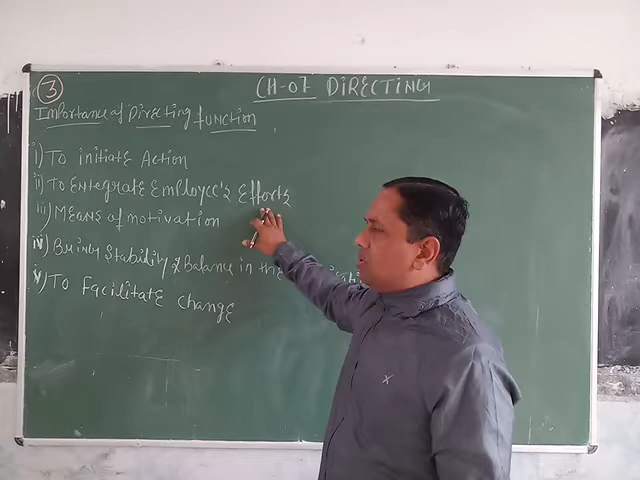 3
CH-07 DIRECTING
Importance of Directing function
i) To initiate Action
ii) To Entegrate Employee's Efforts
iii) Means of motivation
iv) Brings Stability & Balance in the
v) To Facilitate change